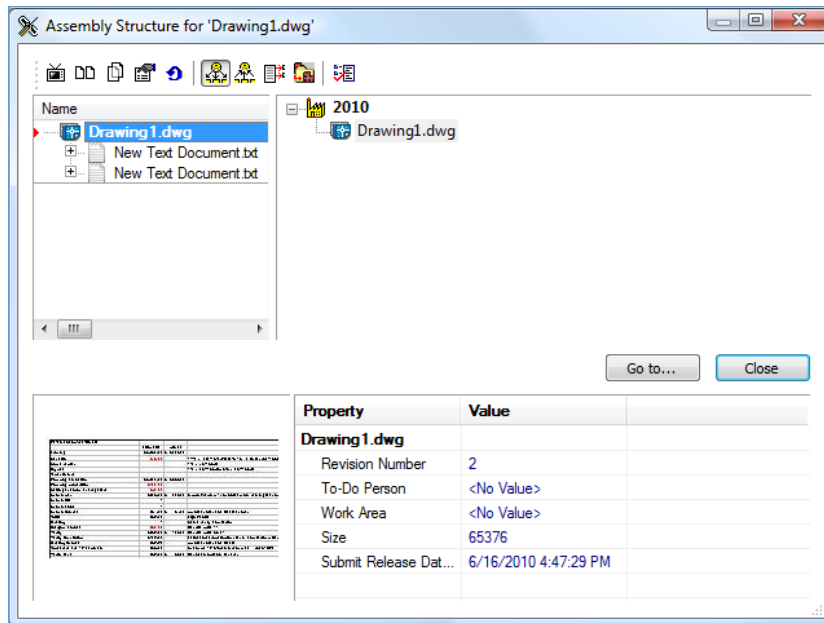 Assembly Structure for 'Drawing1.dwg'
Name
Drawing1.dwg
New Text Document.txt
New Text Document.txt
2010
Drawing1.dwg
Go to...
Close
Property Value
Drawing1.dwg
Revision Number 2
To-Do Person <No Value>
Work Area <No Value>
Size 65376
Submit Release Dat... 6/16/2010 4:47:29 PM